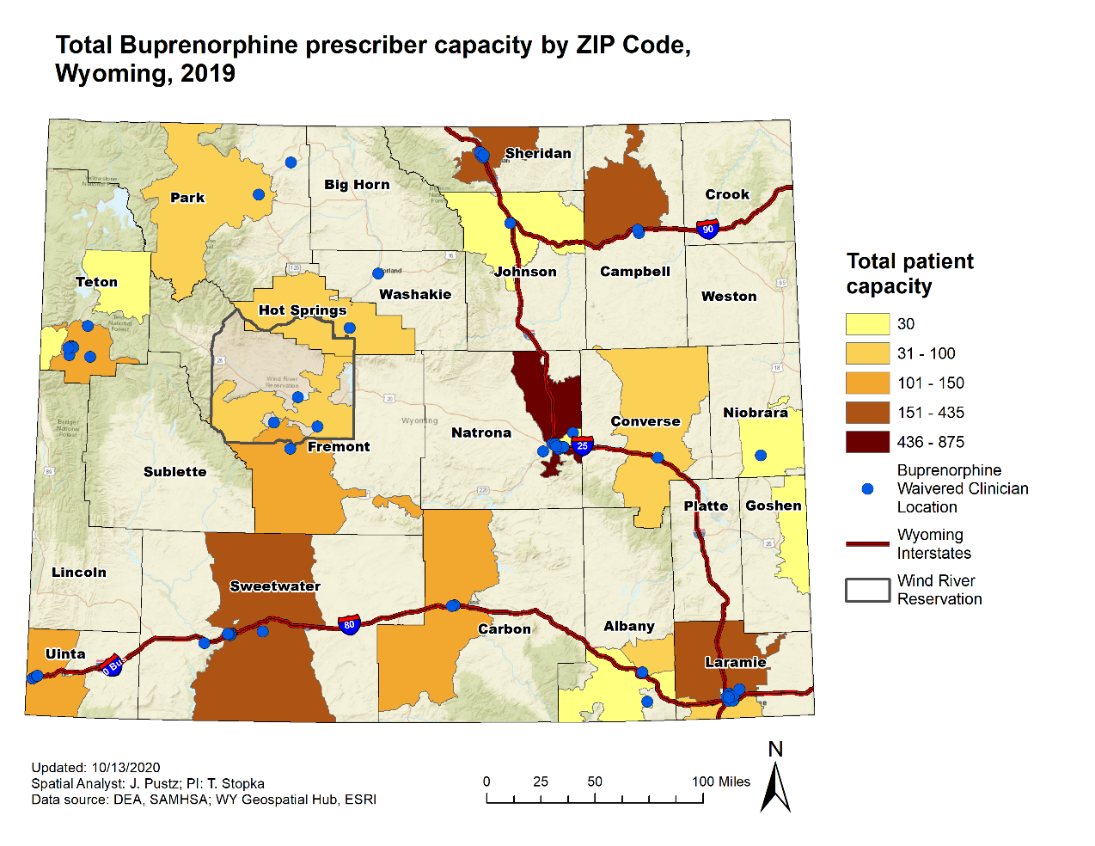 Total Buprenorphine prescriber capacity by ZIP Code,
Wyoming, 2019
Sheridan
Big Horn
Park
Crook
90
Teton
Johnson
Campbell
Washakie
Weston
Hot Springs
Wind River
Reservation
Wyoming
Niobrara
Converse
Natrona
25
Fremont
Sublette
Platte
Goshen
Lincoln
Sweetwater
80
Carbon
Albany
Uinta
Laramie
Total patient
capacity
30
31 - 100
101 - 150
151 - 435
436 - 875
Buprenorphine
Waivered Clinician
Location
Wyoming
Interstates
Wind River
Reservation
Updated: 10/13/2020
Spatial Analyst: J. Pustz; PI: T. Stopka
Data source: DEA, SAMHSA; WY Geospatial Hub, ESRI
0 25 50 100 Miles
N